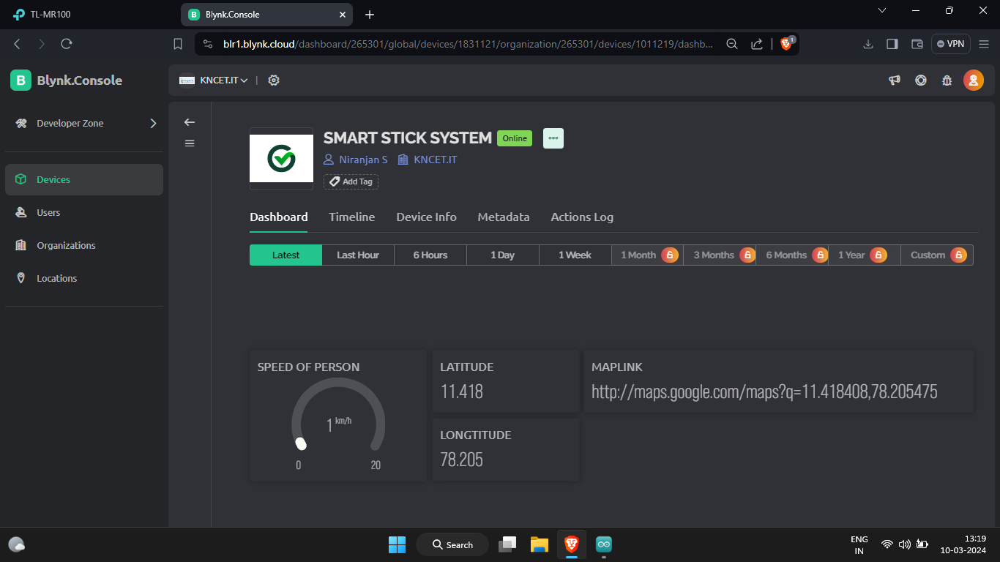 TL-MR100
B Blynk.Console
blr1.blynk.cloud/dashboard/265301/global/devices/1831121/organization/265301/devices/1011219/dashb...
1
VPN
B Blynk.Console
KNCET.IT
Developer Zone
Devices
Users
Organizations
Locations
SMART STICK SYSTEM Online
Niranjan S KNCET.IT
Add Tag
Dashboard Timeline Device Info Metadata Actions Log
Latest Last Hour 6 Hours 1 Day 1 Week 1 Month 3 Months 6 Months 1 Year Custom
SPEED OF PERSON
1 km/h
0 20
LATITUDE
11.418
LONGTITUDE
78.205
MAPLINK
http://maps.google.com/maps?q=11.418408,78.205475
Search
ENG
IN
13:19
10-03-2024